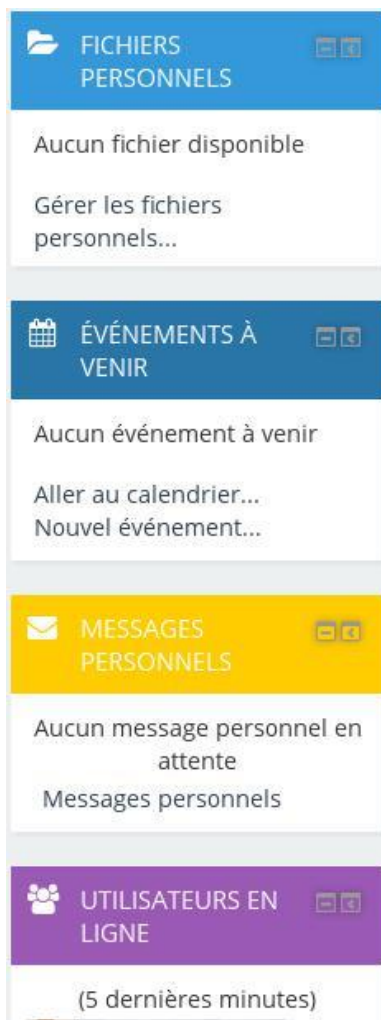 FICHIERS
PERSONNELS
Aucun fichier disponible
Gérer les fichiers
personnels...
ÉVÉNEMENTS À
VENIR
Aucun événement à venir
Aller au calendrier...
Nouvel événement...
MESSAGES
PERSONNELS
Aucun message personnel en
attente
Messages personnels
UTILISATEURS EN
LIGNE
(5 dernières minutes)